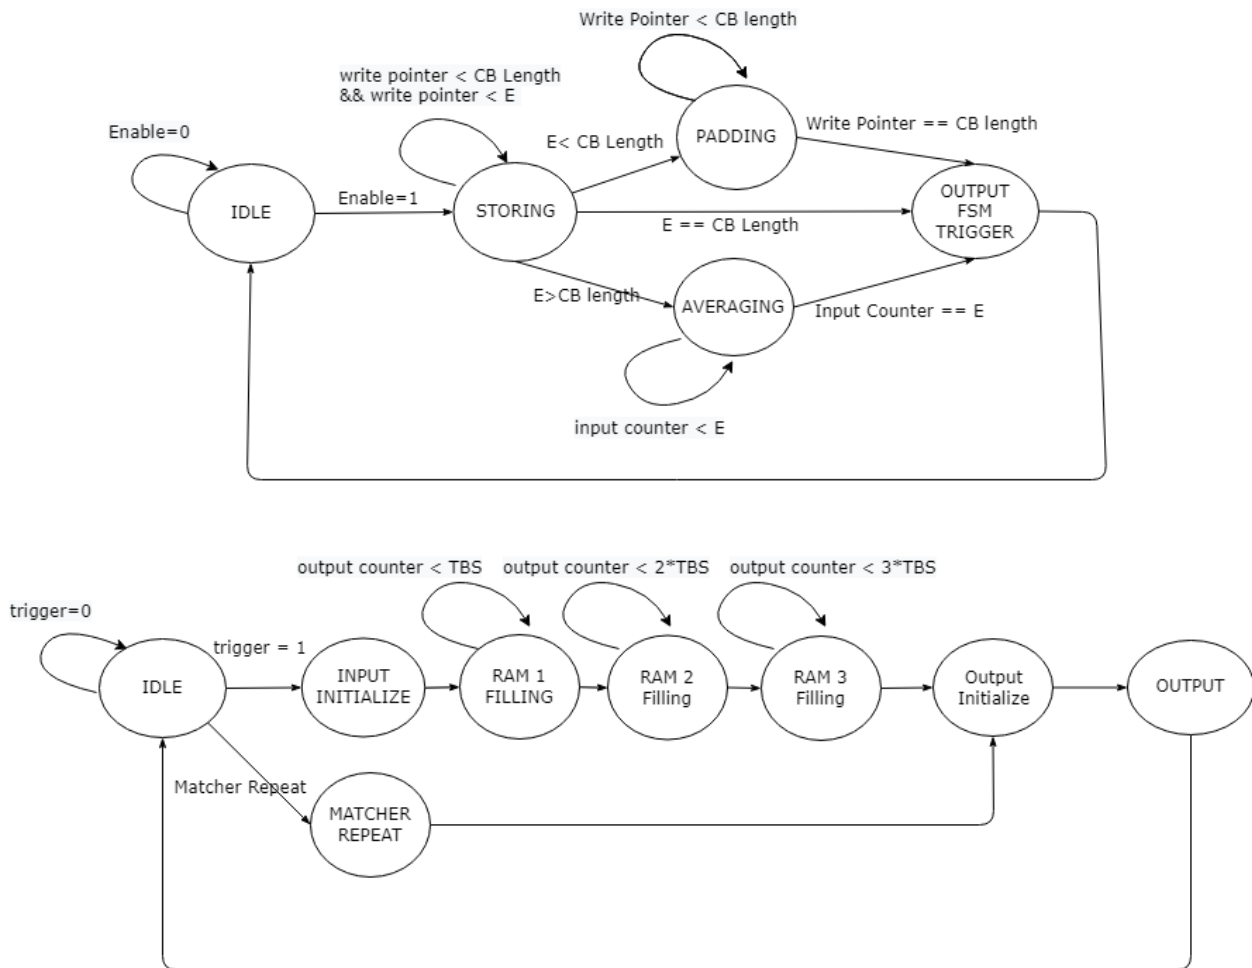 Write Pointer < CB length
write pointer < CB Length
&& write pointer < E
Enable=0
E< CB Length
PADDING
Write Pointer == CB length
IDLE
Enable=1
STORING
E == CB Length
OUTPUT
FSM
TRIGGER
E>CB length
AVERAGING
Input Counter == E
input counter < E
output counter < TBS
output counter < 2*TBS
output counter < 3*TBS
trigger=0
trigger = 1
IDLE
INPUT
INITIALIZE
RAM 1
FILLING
RAM 2
Filling
RAM 3
Filling
Output
Initialize
OUTPUT
Matcher Repeat
MATCHER
REPEAT